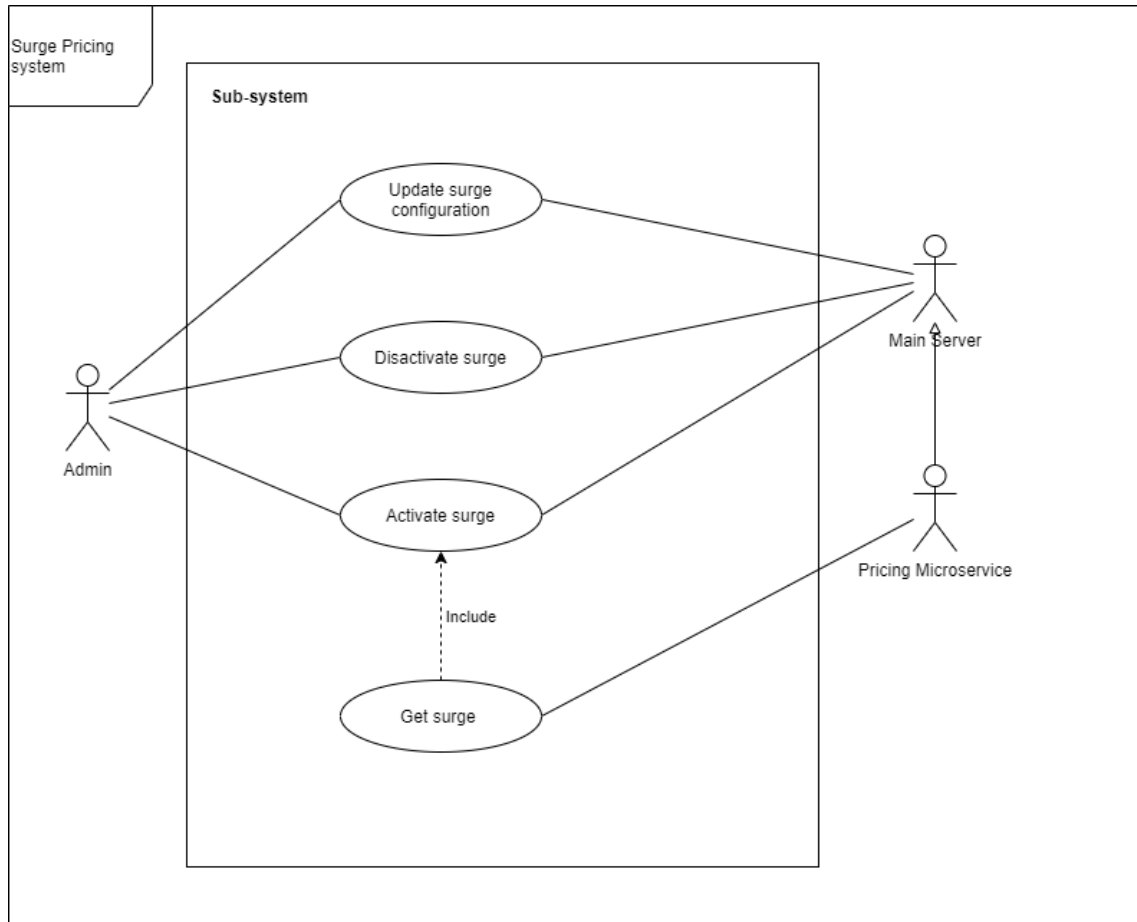 Surge Pricing
system
Sub-system
Update surge
configuration
Main Server
Disactivate surge
Admin
Activate surge
Pricing Microservice
Include
Get surge